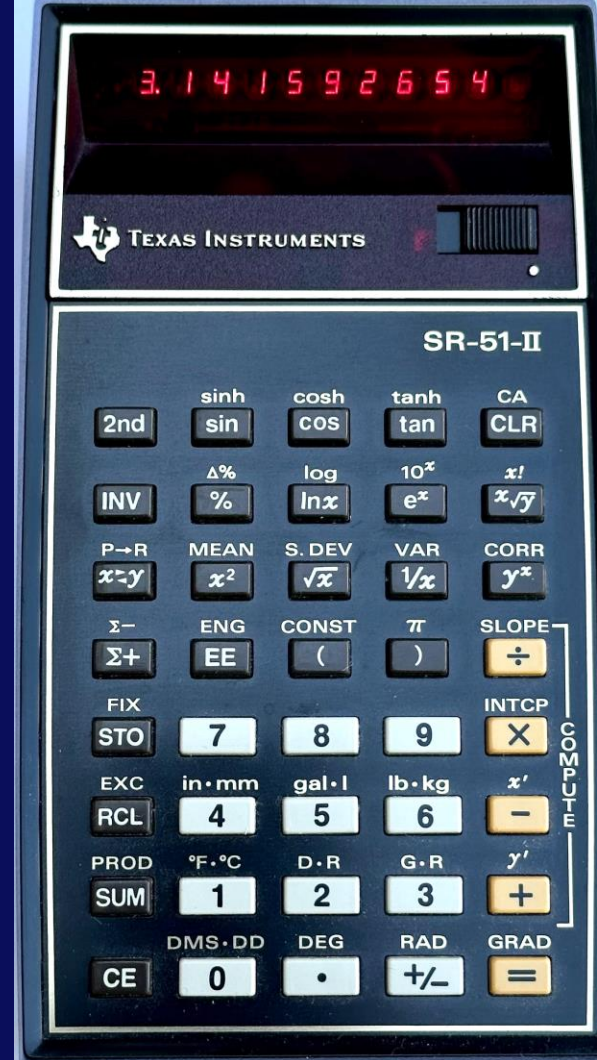 3.141592654
TEXAS INSTRUMENTS
SR-51-II
sinh cosh tanh CA
2nd sin cos tan CLR
Δ% log 10ˣ x!
INV % lnx eˣ ˣ√y
P→R MEAN S. DEV VAR CORR
x⇄y x² √x 1/x yˣ
Σ− ENG CONST π SLOPE
Σ+ EE ( ) ÷
FIX INTCP
STO 7 8 9 ×
COMPUTE
EXC in•mm gal•l lb•kg x'
RCL 4 5 6 −
PROD °F•°C D•R G•R y'
SUM 1 2 3 +
DMS•DD DEG RAD GRAD
CE 0 • +/− =